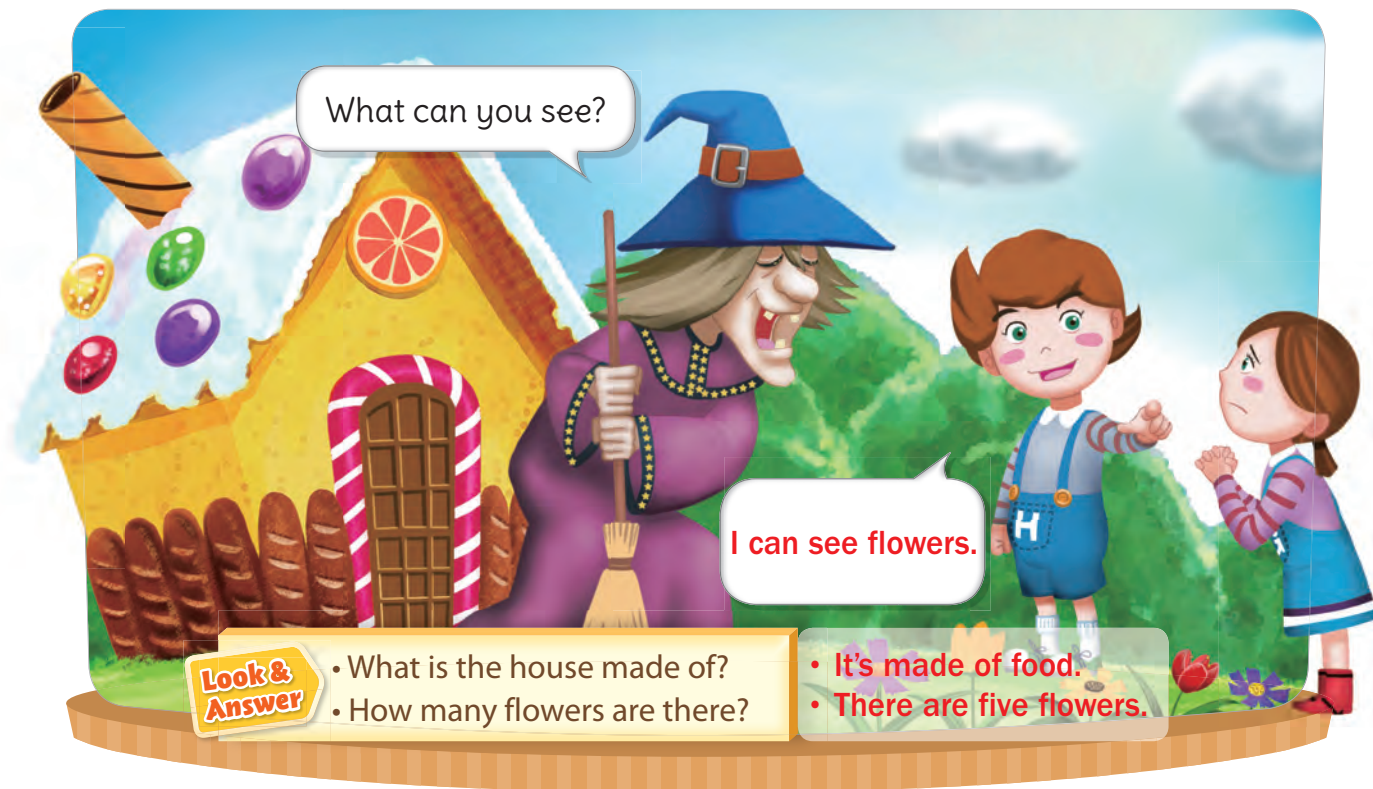 What can you see?
I can see flowers.
H
Look &
Answer
• What is the house made of?
• How many flowers are there?
• It's made of food.
• There are five flowers.